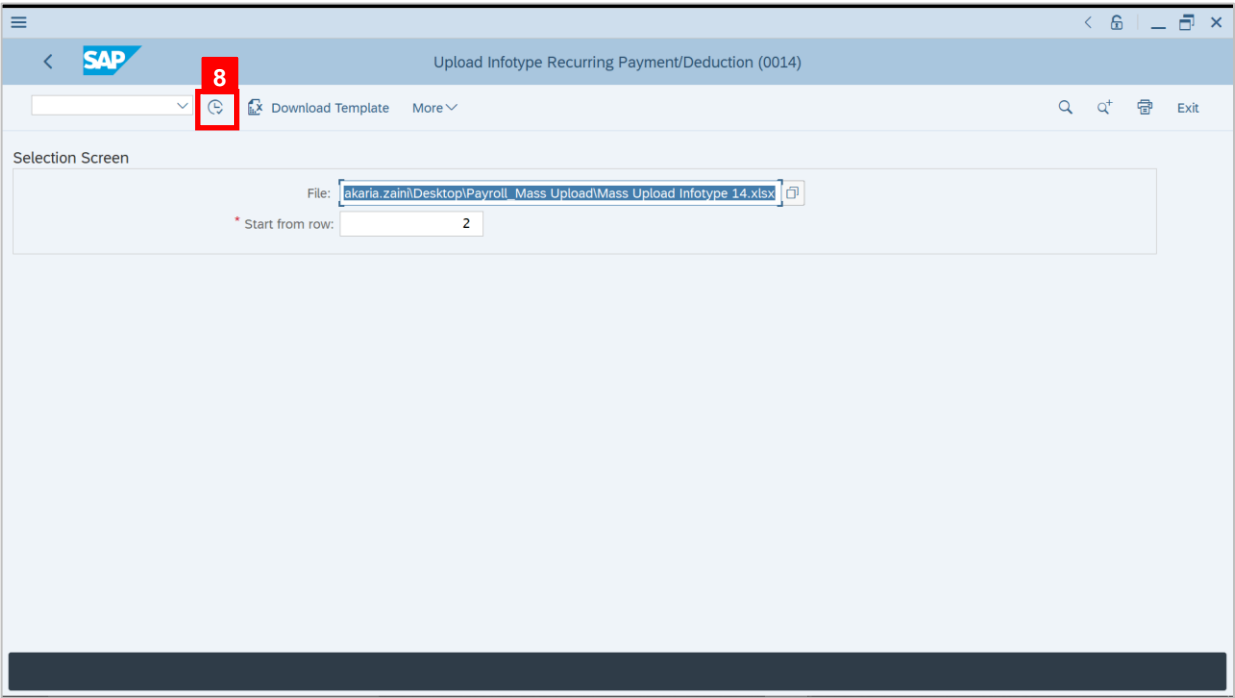 SAP
Upload Infotype Recurring Payment/Deduction (0014)
8
Download Template More Exit
Selection Screen
File: akaria.zaini\Desktop\Payroll_Mass Upload\Mass Upload Infotype 14.xlsx
* Start from row: 2